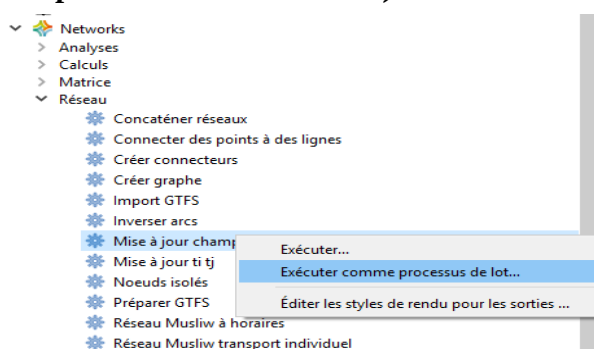 Networks
Analyses
Calculs
Matrice
Réseau
Concaténer réseaux
Connecter des points à des lignes
Créer connecteurs
Créer graphe
Import GTFS
Inverser arcs
Mise à jour champ
Exécuter...
Mise à jour ti tj
Exécuter comme processus de lot...
Noeuds isolés
Préparer GTFS
Éditer les styles de rendu pour les sorties ...
Réseau Musliw à horaires
Réseau Musliw transport individuel